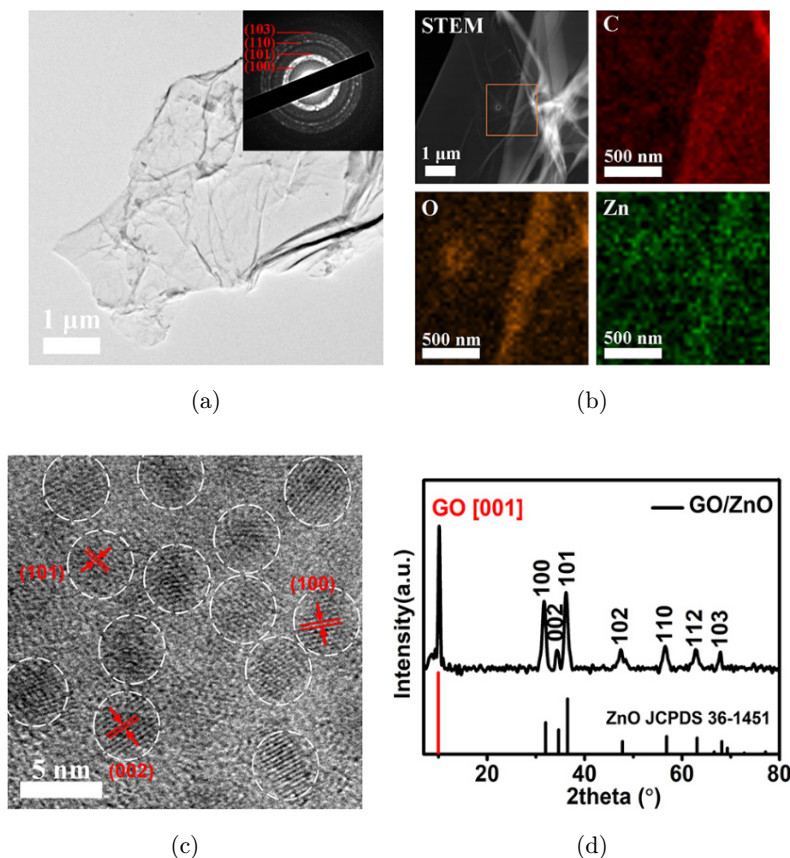 (103)
(110)
(101)
(100)
1 μm
(a)
STEM
1 μm
C
500 nm
O
500 nm
Zn
500 nm
(b)
(101)
(100)
(002)
5 nm
(c)
GO [001]
GO/ZnO
100
002
101
102
110
112
103
Intensity(a.u.)
ZnO JCPDS 36-1451
20 40 60 80
2theta (°)
(d)